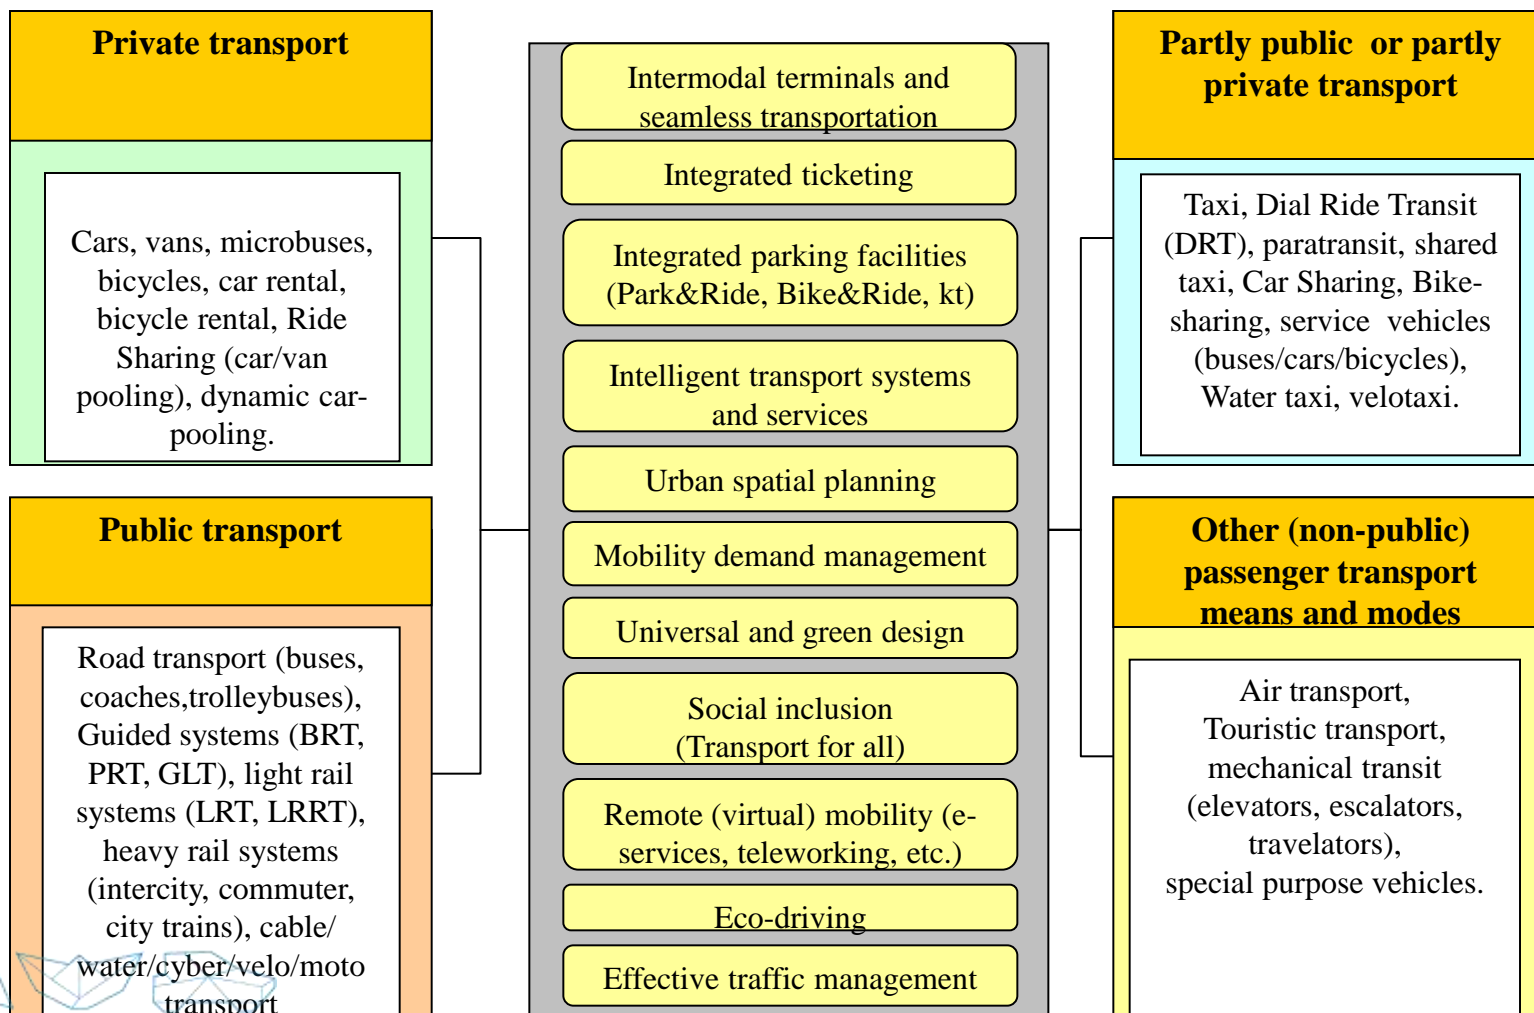 Private transport
Cars, vans, microbuses,
bicycles, car rental,
bicycle rental, Ride
Sharing (car/van
pooling), dynamic car-
pooling.
Public transport
Road transport (buses,
coaches,trolleybuses),
Guided systems (BRT,
PRT, GLT), light rail
systems (LRT, LRRT),
heavy rail systems
(intercity, commuter,
city trains), cable/
water/cyber/velo/moto
transport
Intermodal terminals and
seamless transportation
Integrated ticketing
Integrated parking facilities
(Park&Ride, Bike&Ride, kt)
Intelligent transport systems
and services
Urban spatial planning
Mobility demand management
Universal and green design
Social inclusion
(Transport for all)
Remote (virtual) mobility (e-
services, teleworking, etc.)
Eco-driving
Effective traffic management
Partly public or partly
private transport
Taxi, Dial Ride Transit
(DRT), paratransit, shared
taxi, Car Sharing, Bike-
sharing, service vehicles
(buses/cars/bicycles),
Water taxi, velotaxi.
Other (non-public)
passenger transport
means and modes
Air transport,
Touristic transport,
mechanical transit
(elevators, escalators,
travelators),
special purpose vehicles.